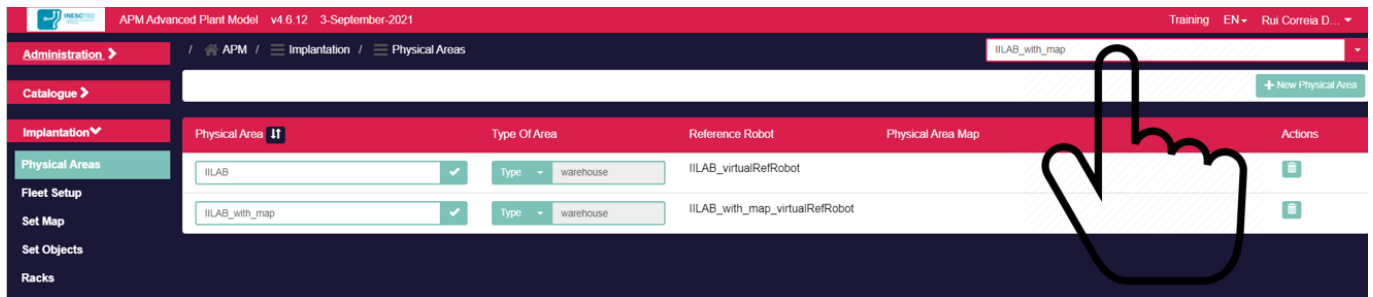 INESCTEC APM Advanced Plant Model v4.6.12 3-September-2021 Training EN Rui Correia D...
Administration / APM / Implantation / Physical Areas IILAB_with_map
Catalogue + New Physical Area
Implantation Physical Area Type Of Area Reference Robot Physical Area Map Actions
Physical Areas IILAB Type warehouse IILAB_virtualRefRobot
Fleet Setup
Set Map IILAB_with_map Type warehouse IILAB_with_map_virtualRefRobot
Set Objects
Racks